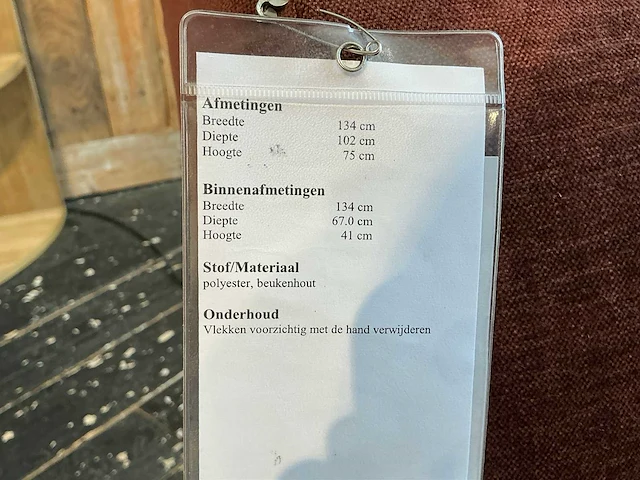 Afmetingen
Breedte 134 cm
Diepte 102 cm
Hoogte 75 cm
Binnenafmetingen
Breedte 134 cm
Diepte 67.0 cm
Hoogte 41 cm
Stof/Materiaal
polyester, beukenhout
Onderhoud
Vlekken voorzichtig met de hand verwijderen